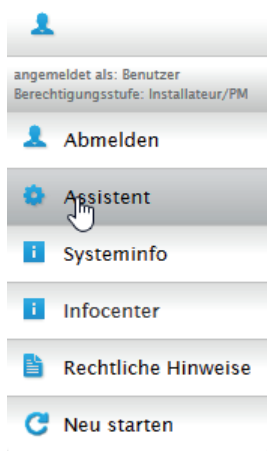 angemeldet als: Benutzer
Berechtigungsstufe: Installateur/PM
Abmelden
Assistent
Systeminfo
Infocenter
Rechtliche Hinweise
Neu starten